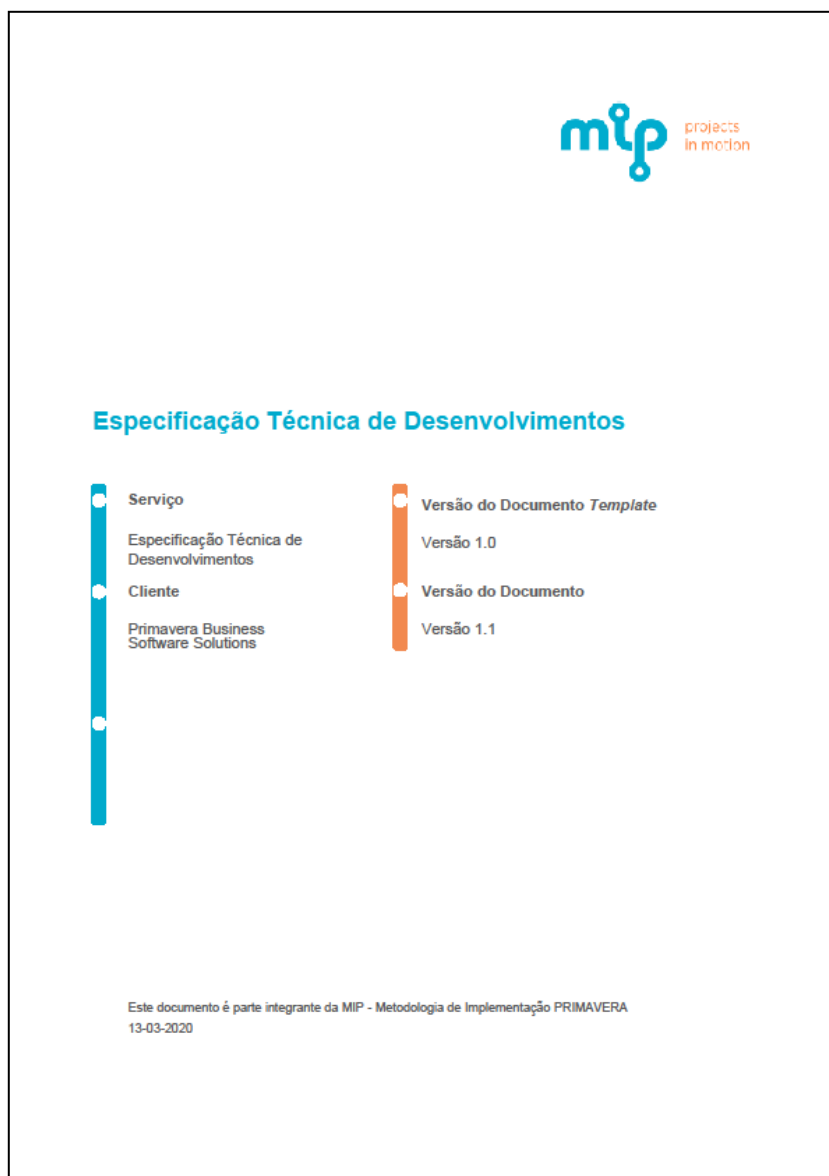 mip
projects
in motion
Especificação Técnica de Desenvolvimentos
Serviço
Especificação Técnica de
Desenvolvimentos
Cliente
Primavera Business
Software Solutions
Versão do Documento Template
Versão 1.0
Versão do Documento
Versão 1.1
Este documento é parte integrante da MIP - Metodologia de Implementação PRIMAVERA
13-03-2020